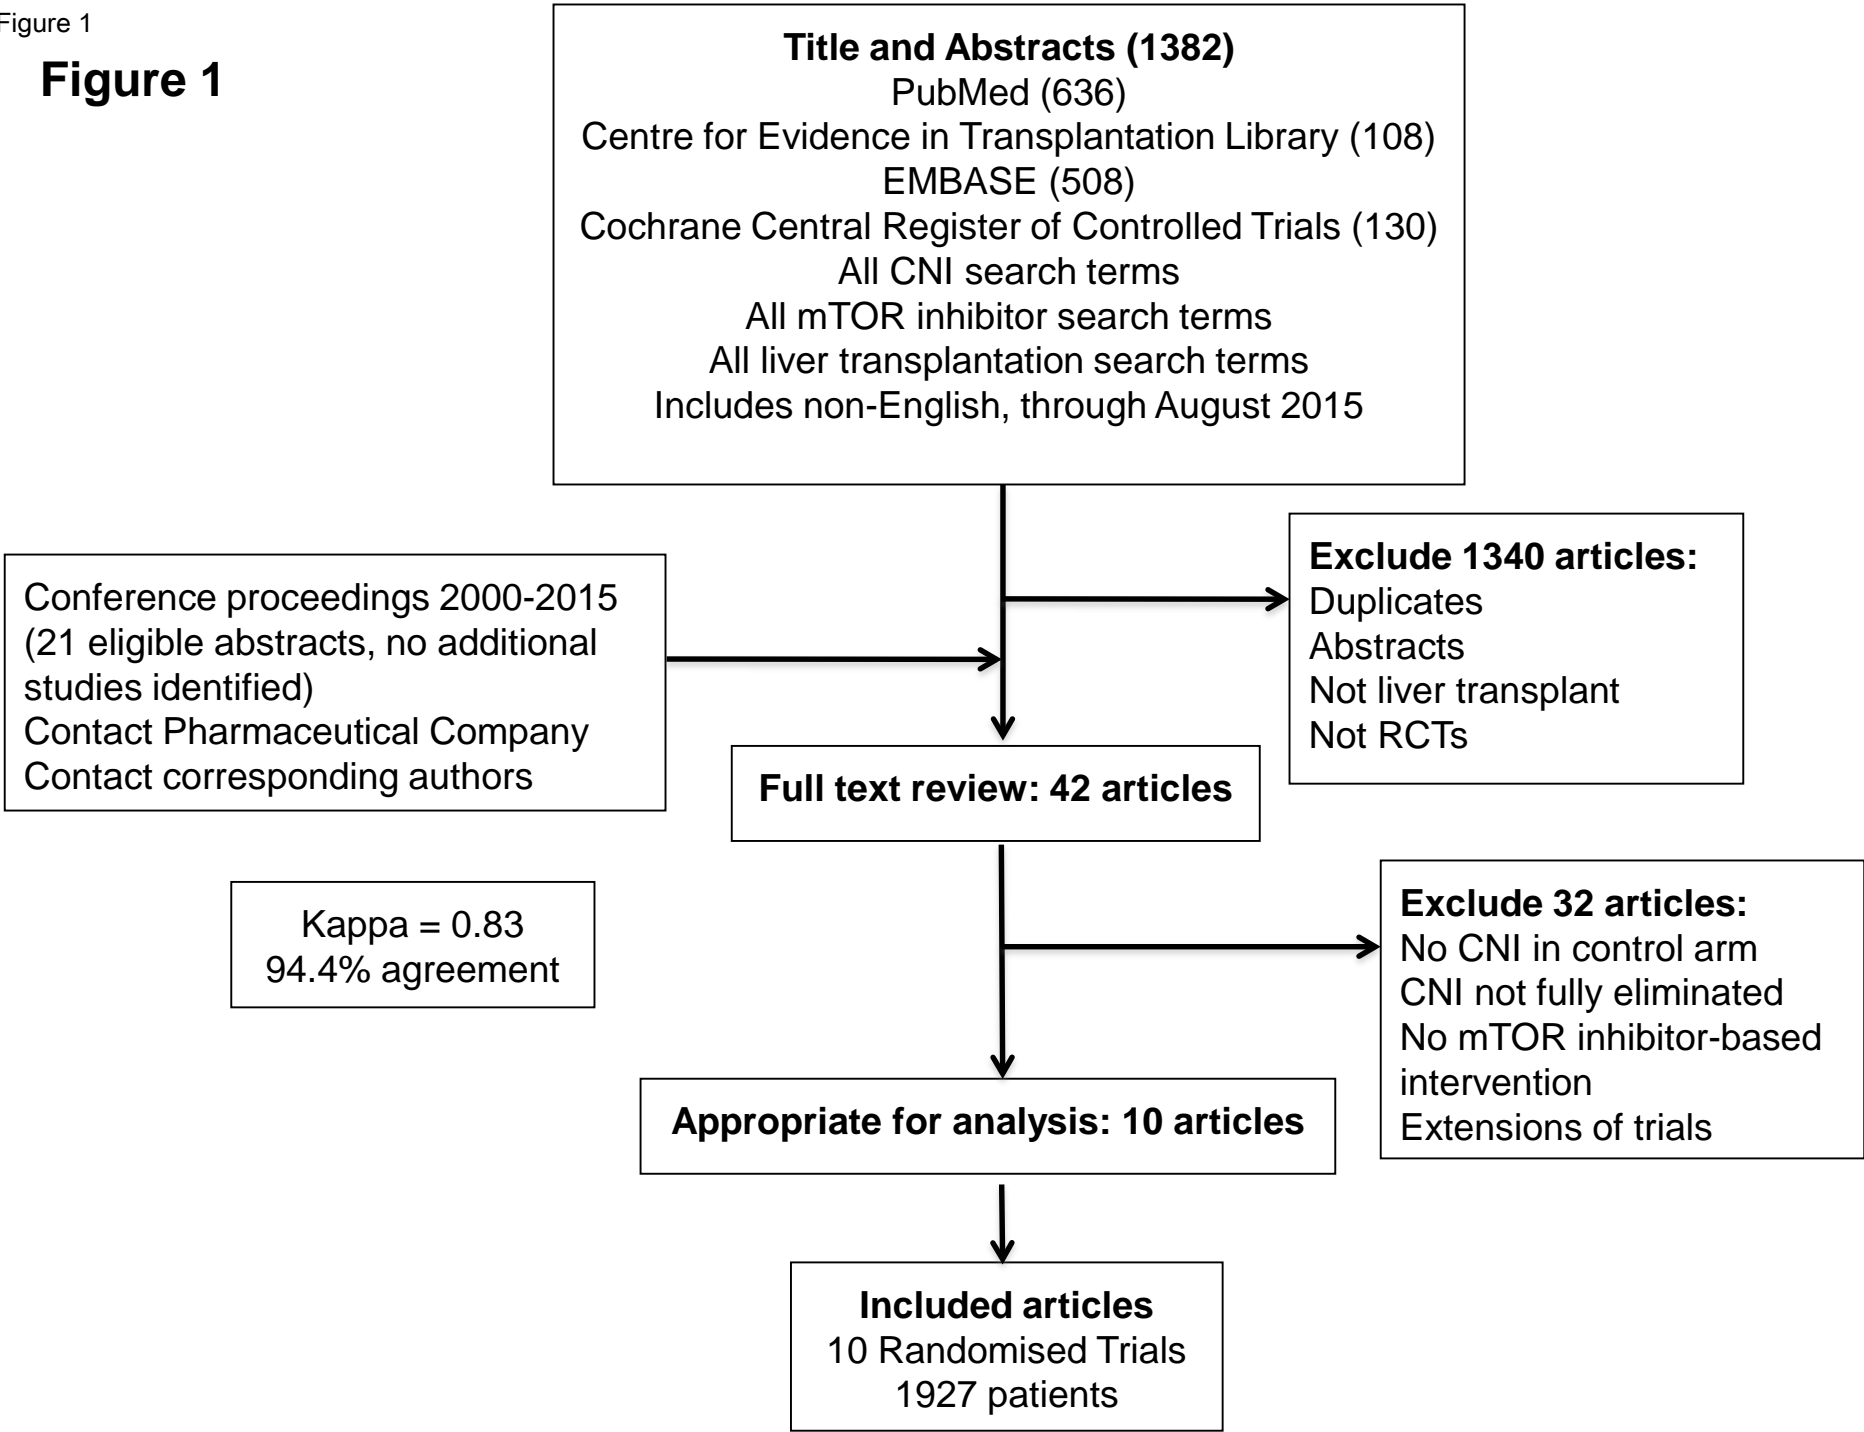 Figure 1
Figure 1
Title and Abstracts (1382)
PubMed (636)
Centre for Evidence in Transplantation Library (108)
EMBASE (508)
Cochrane Central Register of Controlled Trials (130)
All CNI search terms
All mTOR inhibitor search terms
All liver transplantation search terms
Includes non-English, through August 2015
Exclude 1340 articles:
Duplicates
Abstracts
Not liver transplant
Not RCTs
Conference proceedings 2000-2015
(21 eligible abstracts, no additional
studies identified)
Contact Pharmaceutical Company
Contact corresponding authors
Full text review: 42 articles
Kappa = 0.83
94.4% agreement
Exclude 32 articles:
No CNI in control arm
CNI not fully eliminated
No mTOR inhibitor-based
intervention
Extensions of trials
Appropriate for analysis: 10 articles
Included articles
10 Randomised Trials
1927 patients